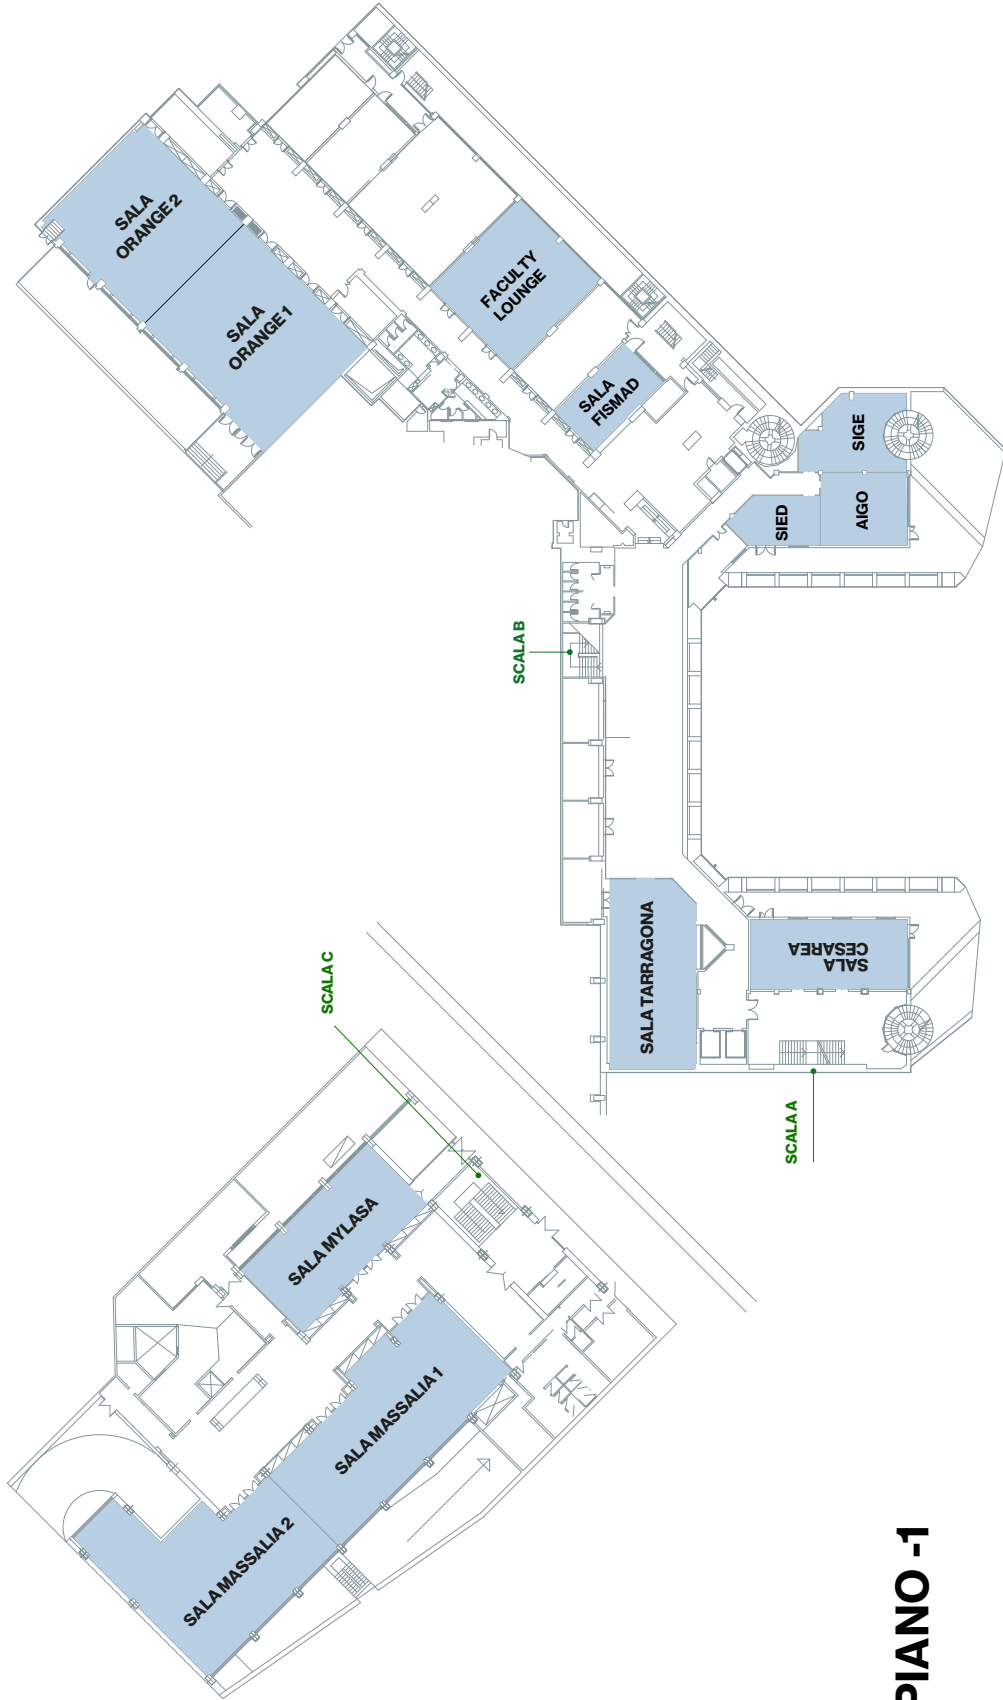 SALA
ORANGE 2
SALA
ORANGE 1
FACULTY
LOUNGE
SALA
FISMAD
SIGE
SIED
AIGO
SCALA B
SALA TARRAGONA
SALA
CESAREA
SCALA C
SCALA A
SALA MYLASA
SALA MASSALIA 1
SALA MASSALIA 2
PIANO -1